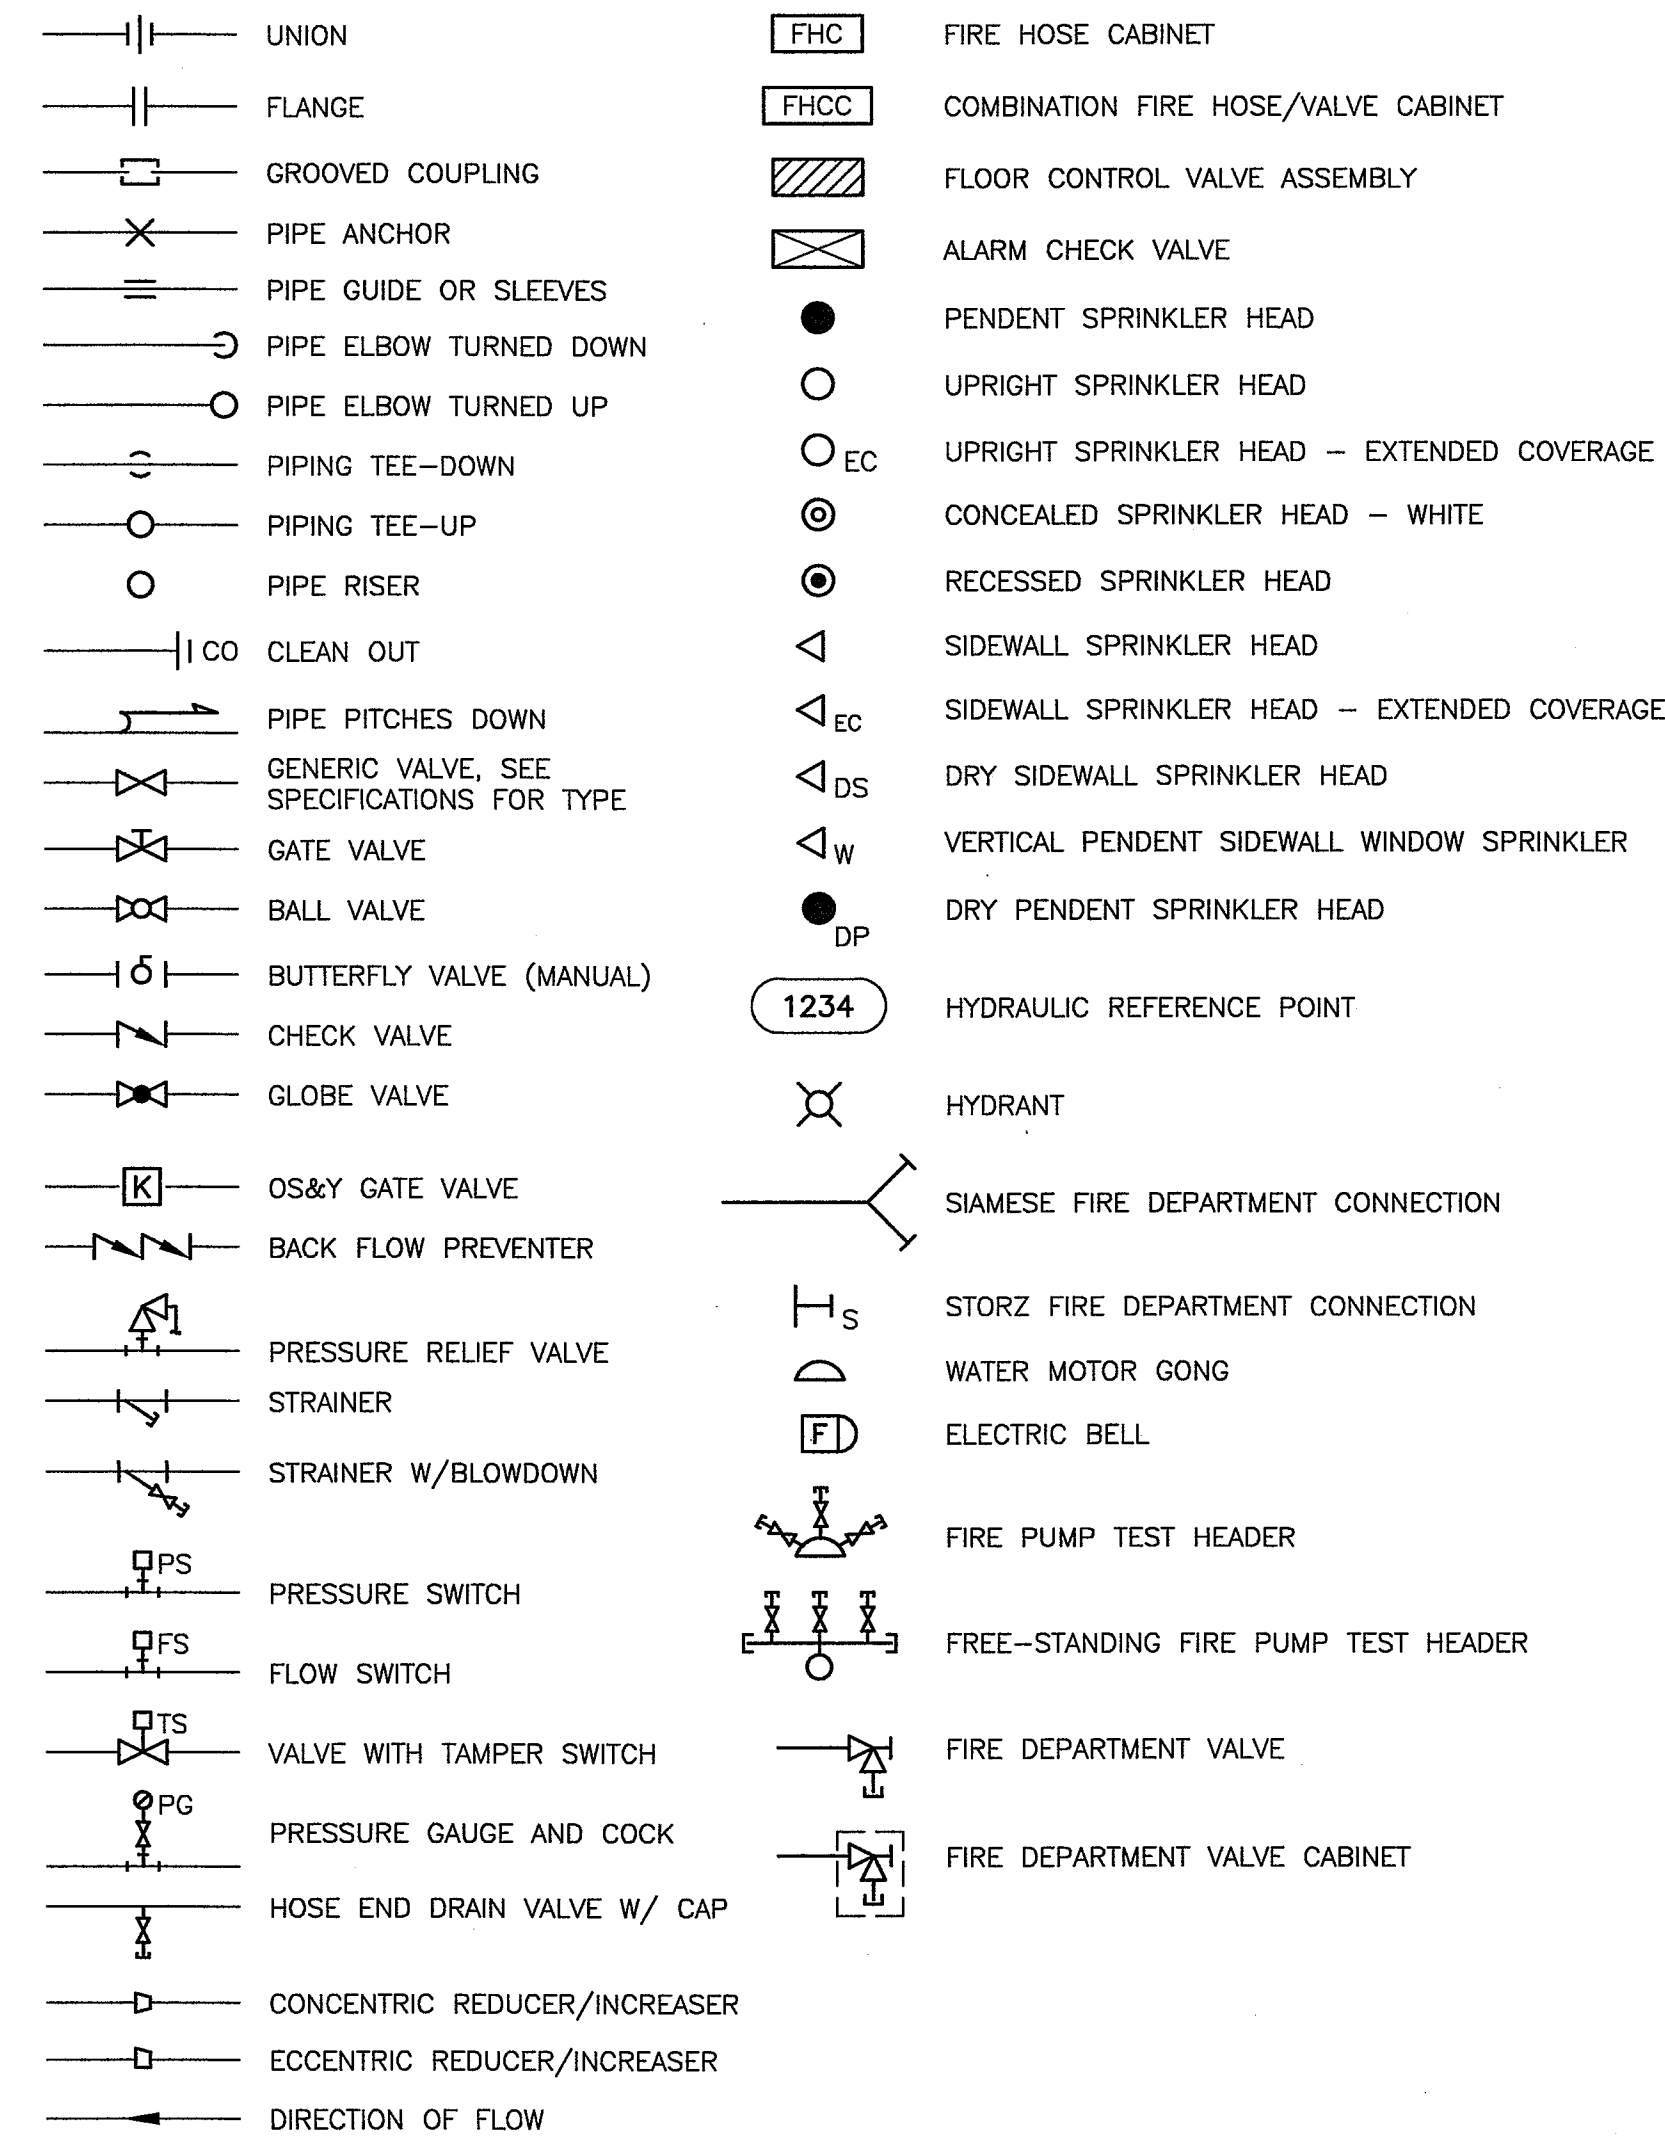 UNION
FLANGE
GROOVED COUPLING
PIPE ANCHOR
PIPE GUIDE OR SLEEVES
PIPE ELBOW TURNED DOWN
PIPE ELBOW TURNED UP
PIPING TEE-DOWN
PIPING TEE-UP
PIPE RISER
CO CLEAN OUT
PIPE PITCHES DOWN
GENERIC VALVE, SEE
SPECIFICATIONS FOR TYPE
GATE VALVE
BALL VALVE
BUTTERFLY VALVE (MANUAL)
CHECK VALVE
GLOBE VALVE
K OS&Y GATE VALVE
BACK FLOW PREVENTER
PRESSURE RELIEF VALVE
STRAINER
STRAINER W/BLOWDOWN
PS
PRESSURE SWITCH
FS
FLOW SWITCH
TS
VALVE WITH TAMPER SWITCH
PG
PRESSURE GAUGE AND COCK
HOSE END DRAIN VALVE W/ CAP
CONCENTRIC REDUCER/INCREASER
ECCENTRIC REDUCER/INCREASER
DIRECTION OF FLOW
FHC FIRE HOSE CABINET
FHCC COMBINATION FIRE HOSE/VALVE CABINET
FLOOR CONTROL VALVE ASSEMBLY
ALARM CHECK VALVE
PENDENT SPRINKLER HEAD
UPRIGHT SPRINKLER HEAD
EC UPRIGHT SPRINKLER HEAD – EXTENDED COVERAGE
CONCEALED SPRINKLER HEAD – WHITE
RECESSED SPRINKLER HEAD
SIDEWALL SPRINKLER HEAD
EC SIDEWALL SPRINKLER HEAD – EXTENDED COVERAGE
DS DRY SIDEWALL SPRINKLER HEAD
W VERTICAL PENDENT SIDEWALL WINDOW SPRINKLER
DP DRY PENDENT SPRINKLER HEAD
1234 HYDRAULIC REFERENCE POINT
HYDRANT
SIAMESE FIRE DEPARTMENT CONNECTION
S STORZ FIRE DEPARTMENT CONNECTION
WATER MOTOR GONG
F ELECTRIC BELL
FIRE PUMP TEST HEADER
FREE-STANDING FIRE PUMP TEST HEADER
FIRE DEPARTMENT VALVE
FIRE DEPARTMENT VALVE CABINET